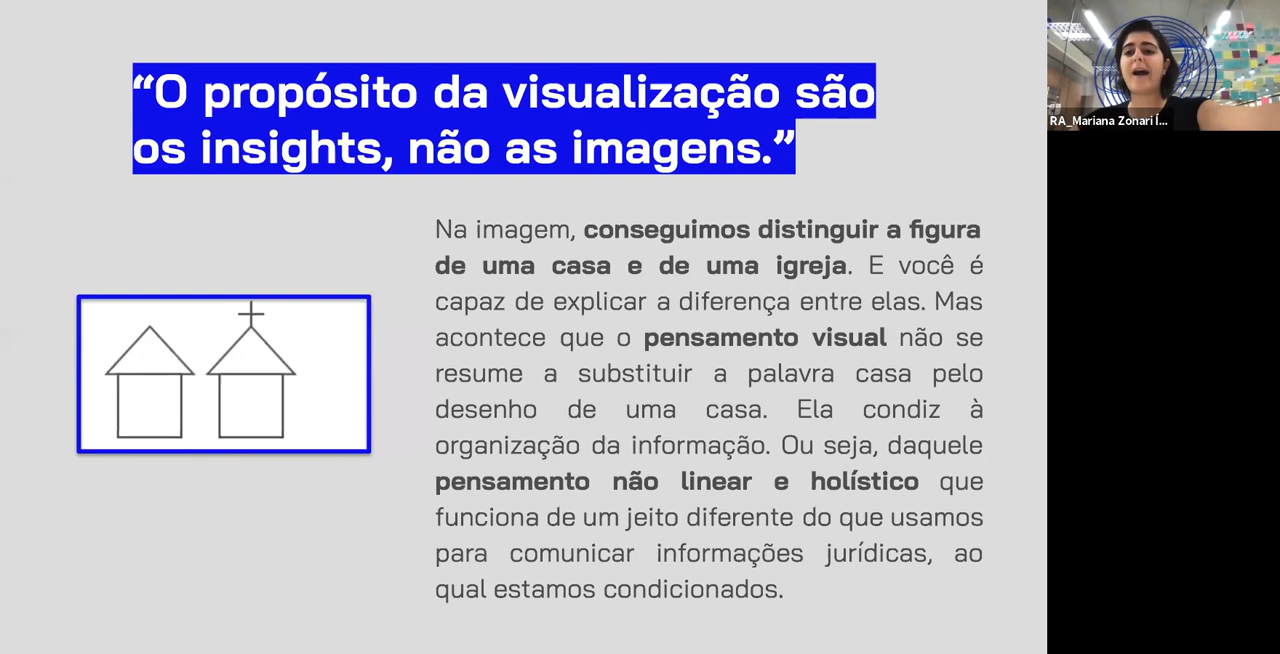 “O propósito da visualização são
os insights, não as imagens.”
Na imagem, conseguimos distinguir a figura
de uma casa e de uma igreja. E você é
capaz de explicar a diferença entre elas. Mas
acontece que o pensamento visual não se
resume a substituir a palavra casa pelo
desenho de uma casa. Ela condiz à
organização da informação. Ou seja, daquele
pensamento não linear e holístico que
funciona de um jeito diferente do que usamos
para comunicar informações jurídicas, ao
qual estamos condicionados.
RA_Mariana Zonari Í...